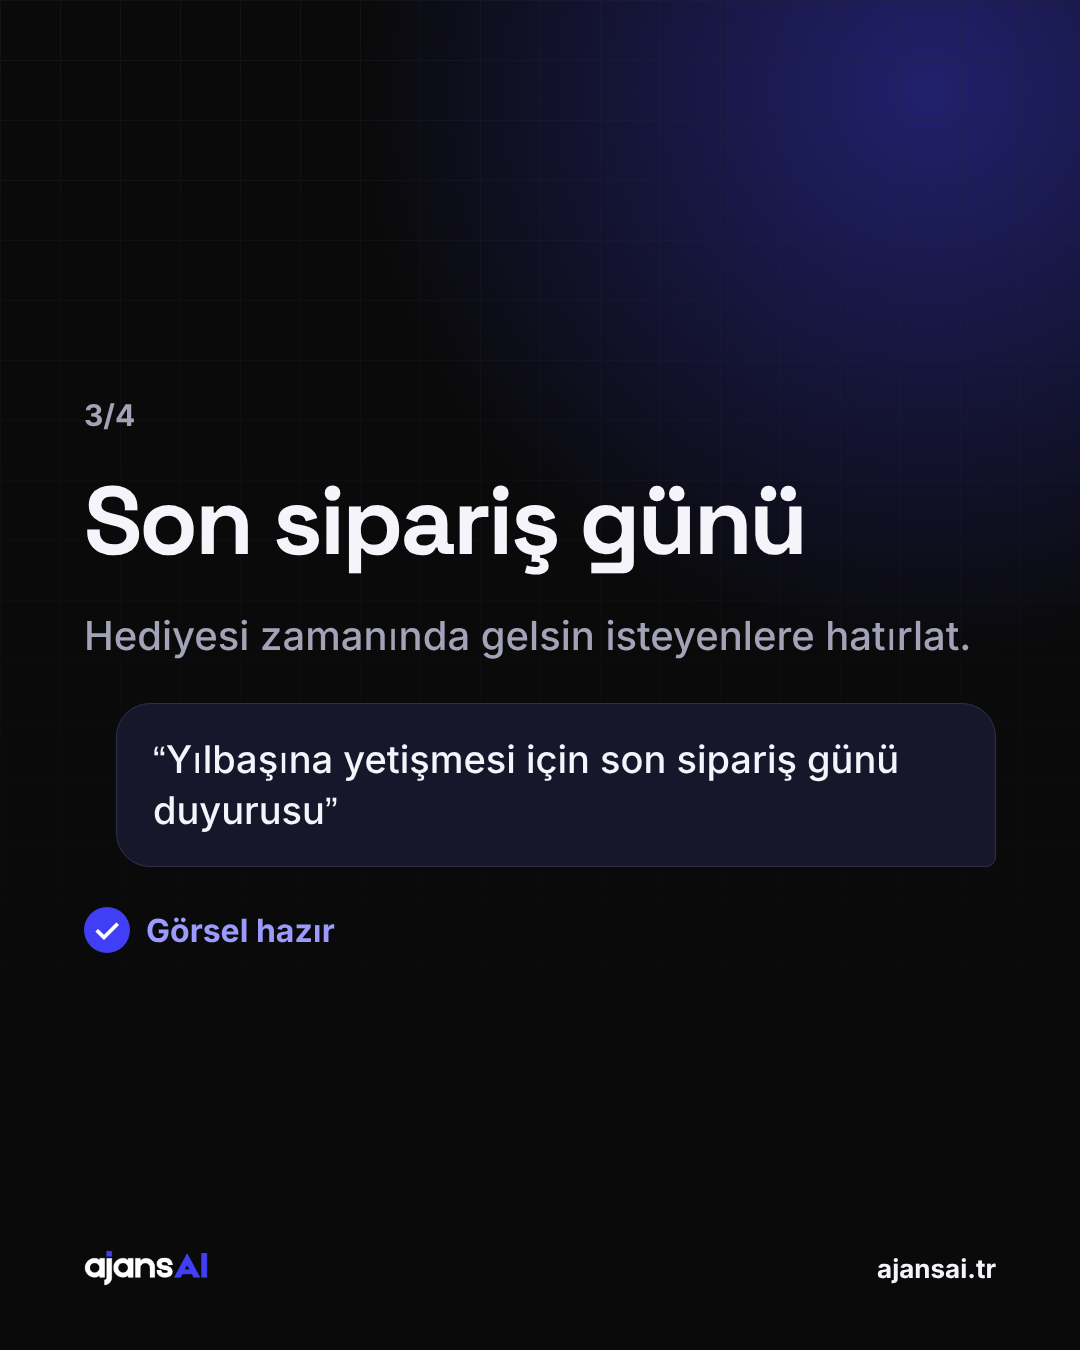 3/4
Son sipariş günü
Hediyesi zamanında gelsin isteyenlere hatırlat.
“Yılbaşına yetişmesi için son sipariş günü
duyurusu”
Görsel hazır
ajansAI
ajansai.tr